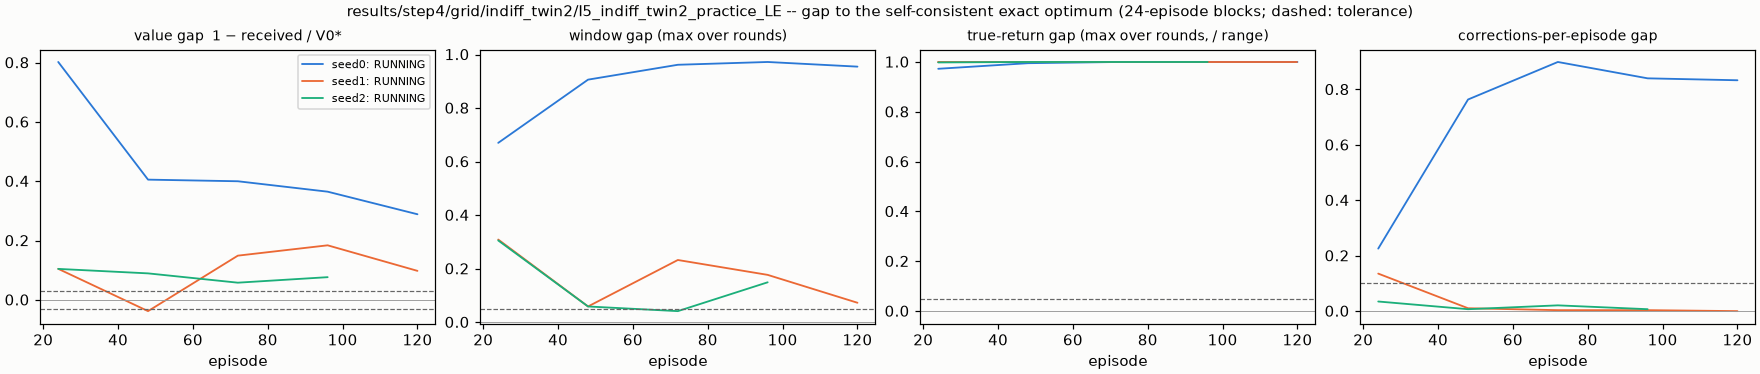 results/step4/grid/indiff_twin2/I5_indiff_twin2_practice_LE -- gap to the self-consistent exact optimum (24-episode blocks; dashed: tolerance)
value gap  1 − received / V0*
0.8
0.6
0.4
0.2
0.0
seed0: RUNNING
seed1: RUNNING
seed2: RUNNING
20 40 60 80 100 120
episode
window gap (max over rounds)
1.0
0.8
0.6
0.4
0.2
0.0
20 40 60 80 100 120
episode
true-return gap (max over rounds, / range)
1.0
0.8
0.6
0.4
0.2
0.0
20 40 60 80 100 120
episode
corrections-per-episode gap
0.8
0.6
0.4
0.2
0.0
20 40 60 80 100 120
episode